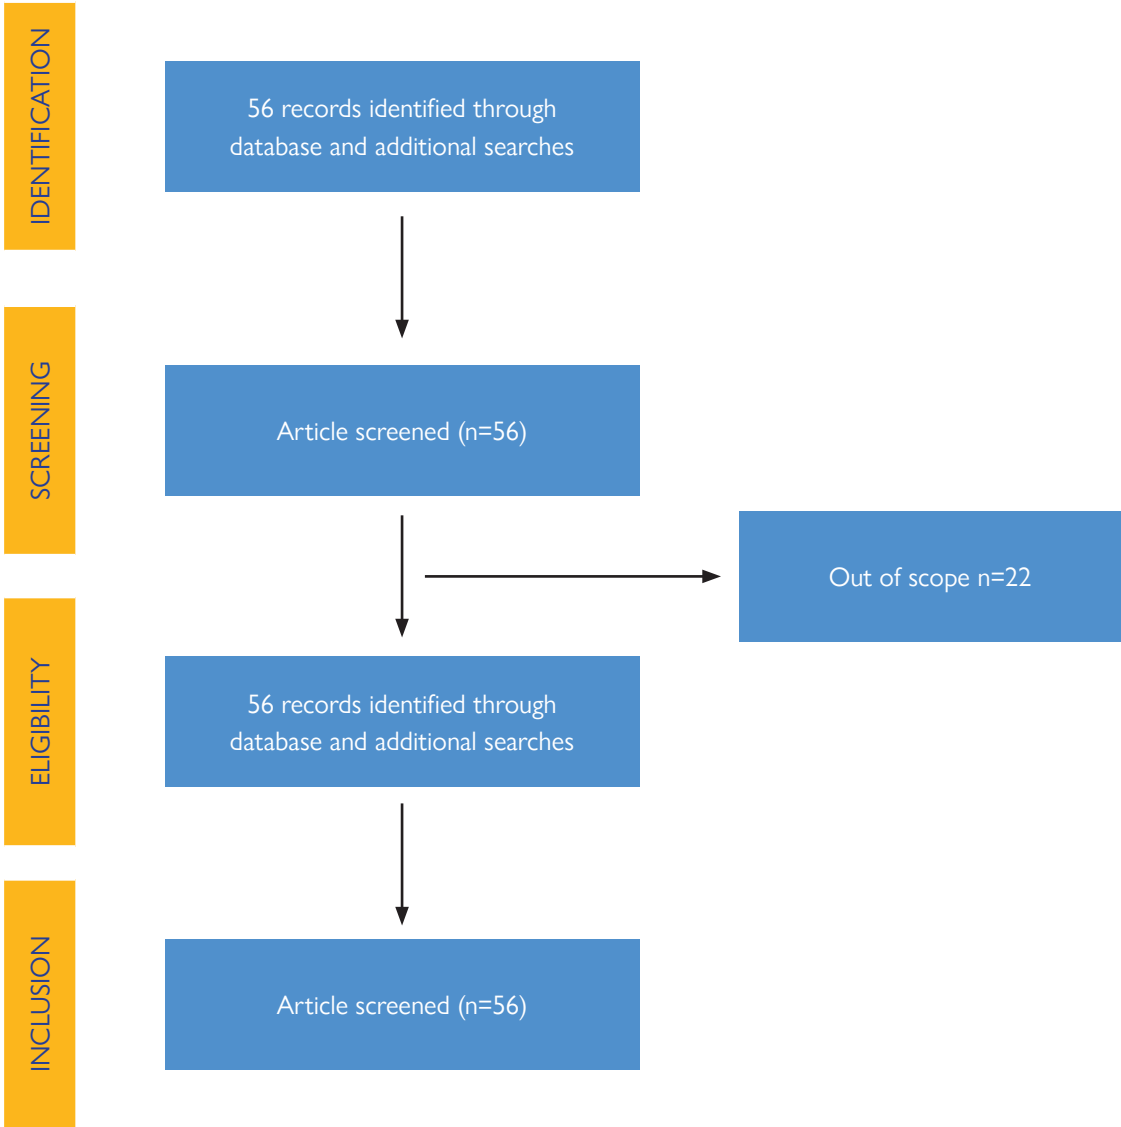 IDENTIFICATION
56 records identified through
database and additional searches
SCREENING
Article screened (n=56)
Out of scope n=22
ELIGIBILITY
56 records identified through
database and additional searches
INCLUSION
Article screened (n=56)